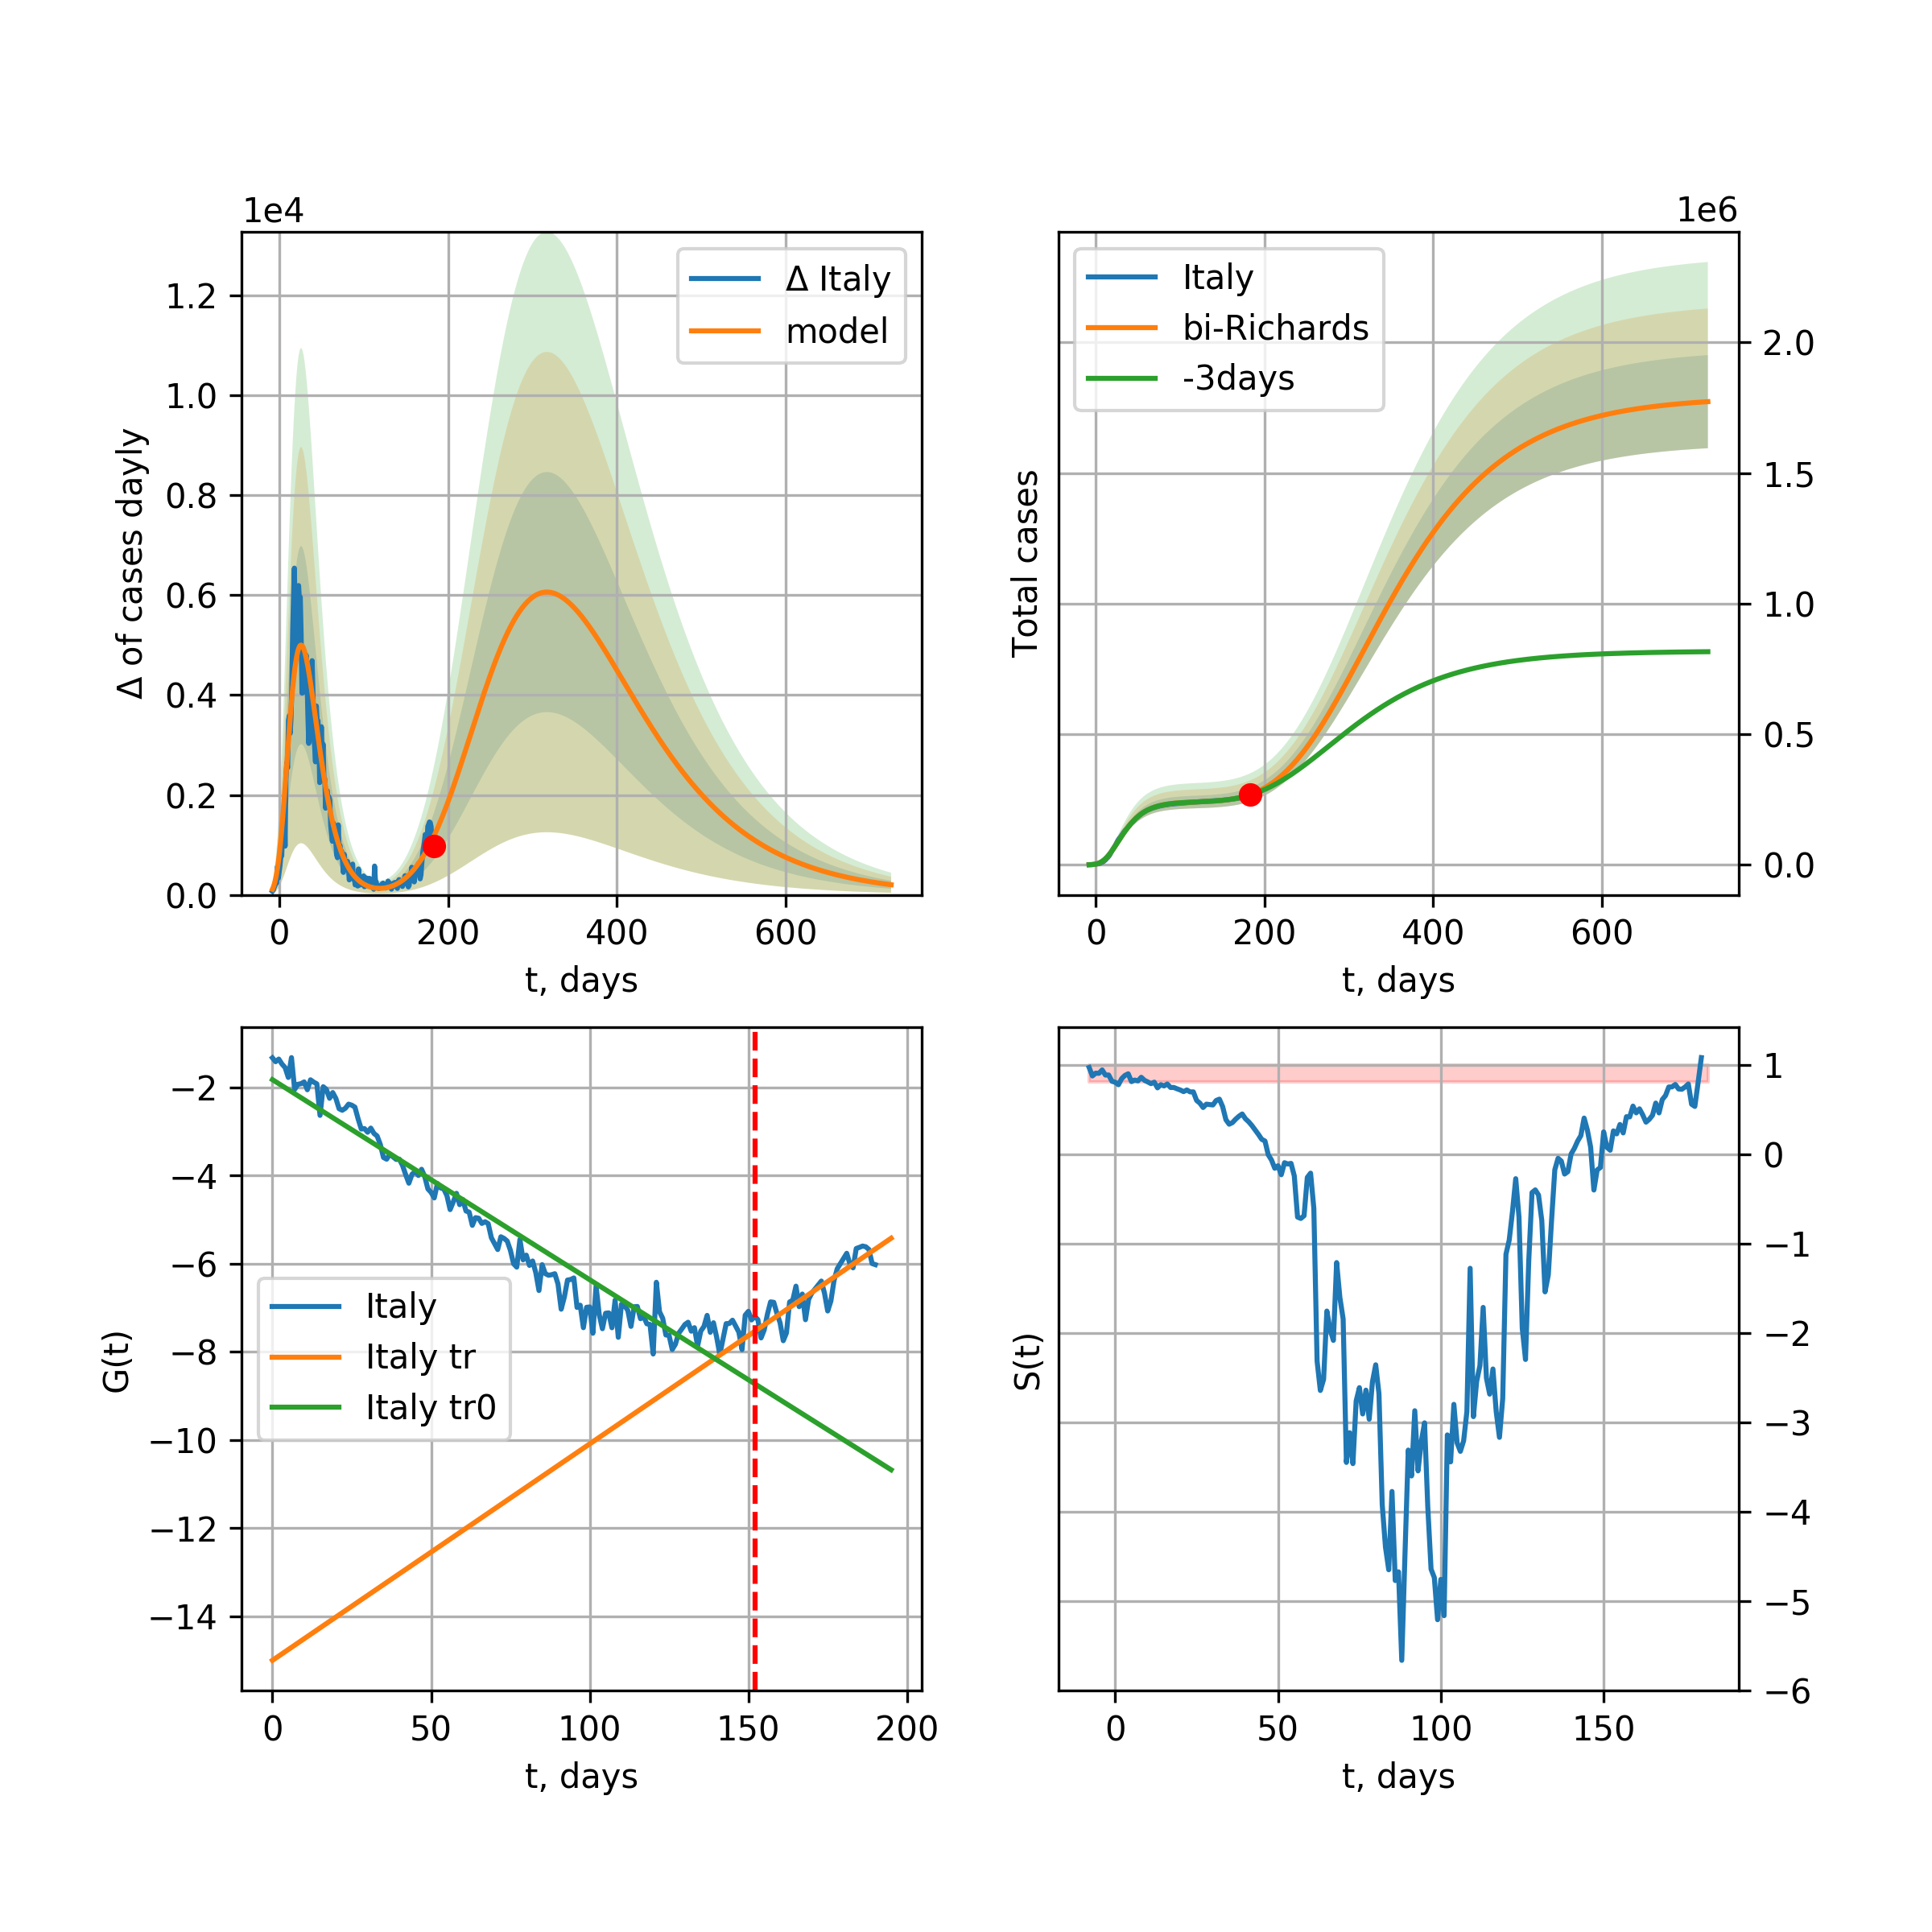 1e4
Δ of cases dayly
1.2
1.0
0.8
0.6
0.4
0.2
0.0
Δ Italy
model
0 200 400 600
t, days
1e6
Total cases
Italy
bi-Richards
-3days
2.0
1.5
1.0
0.5
0.0
0 200 400 600
t, days
G(t)
−2
−4
−6
−8
−10
−12
−14
Italy
Italy tr
Italy tr0
0 50 100 150 200
t, days
S(t)
1
0
−1
−2
−3
−4
−5
−6
0 50 100 150
t, days